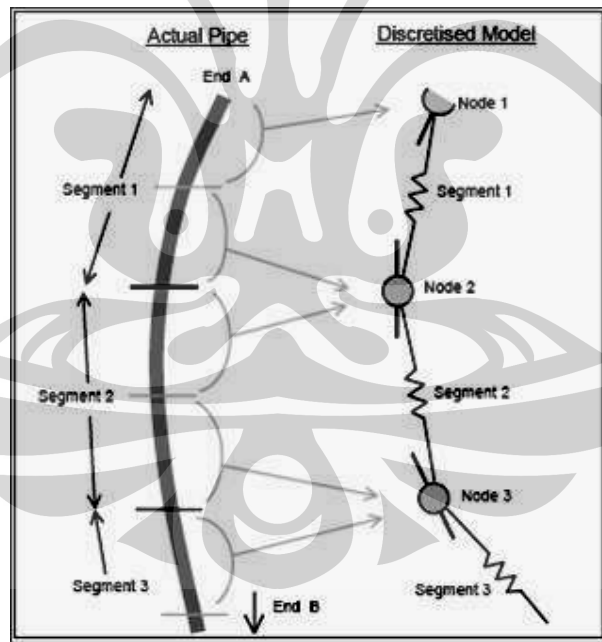 Actual Pipe
Discretised Model
End A
Node 1
Segment 1
Segment 1
Node 2
Segment 2
Segment 2
Node 3
Segment 3
Segment 3
End B